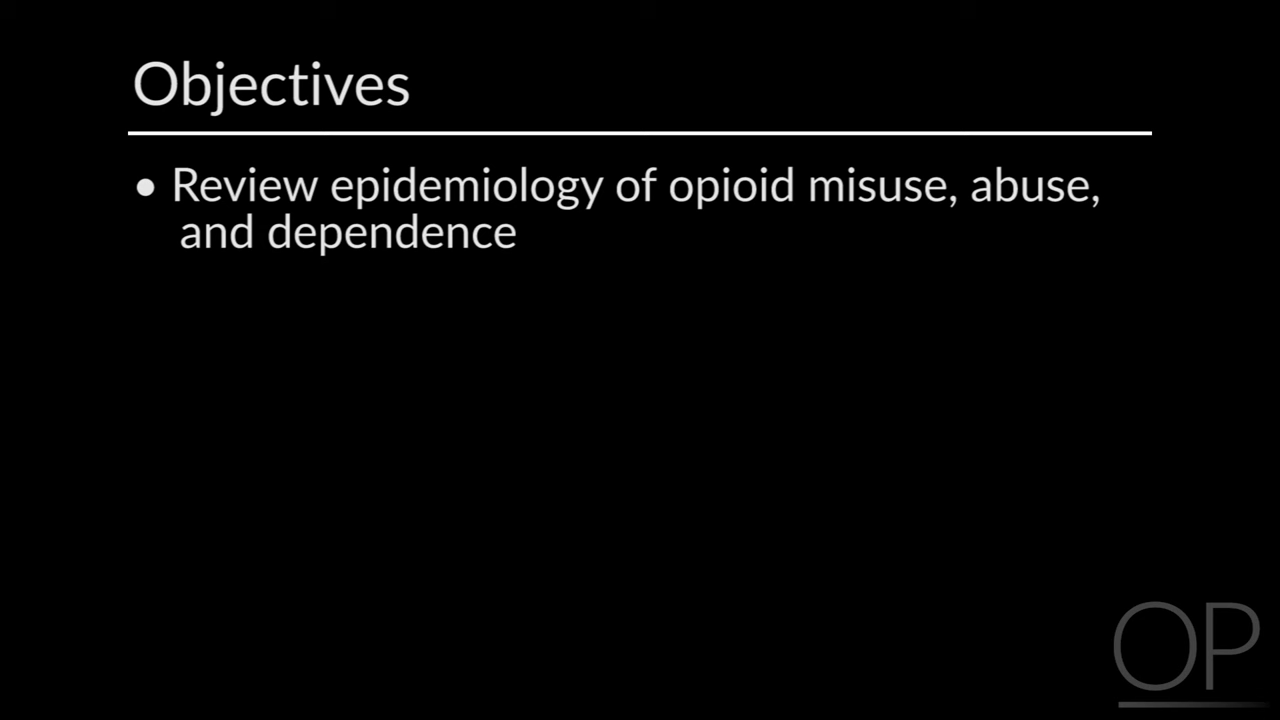 Objectives
• Review epidemiology of opioid misuse, abuse,
and dependence
OP